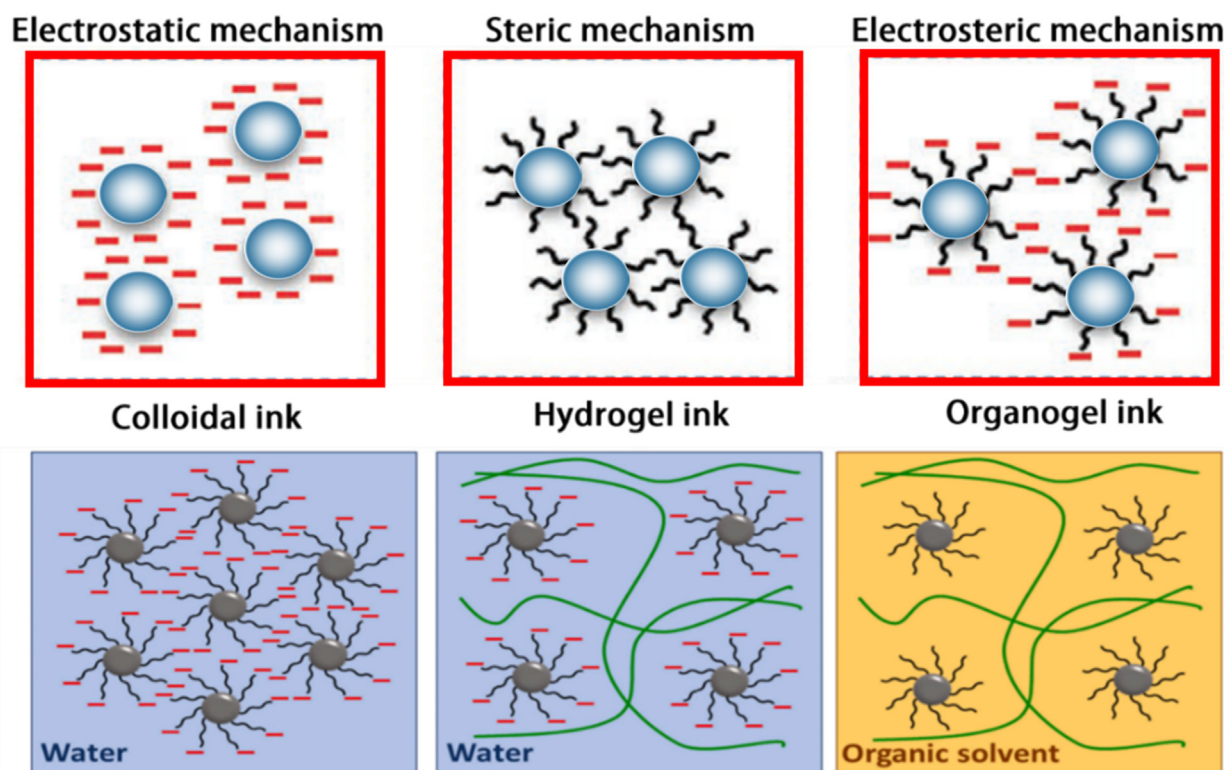 Electrostatic mechanism
Steric mechanism
Electrosteric mechanism
Colloidal ink
Hydrogel ink
Organogel ink
Water
Water
Organic solvent